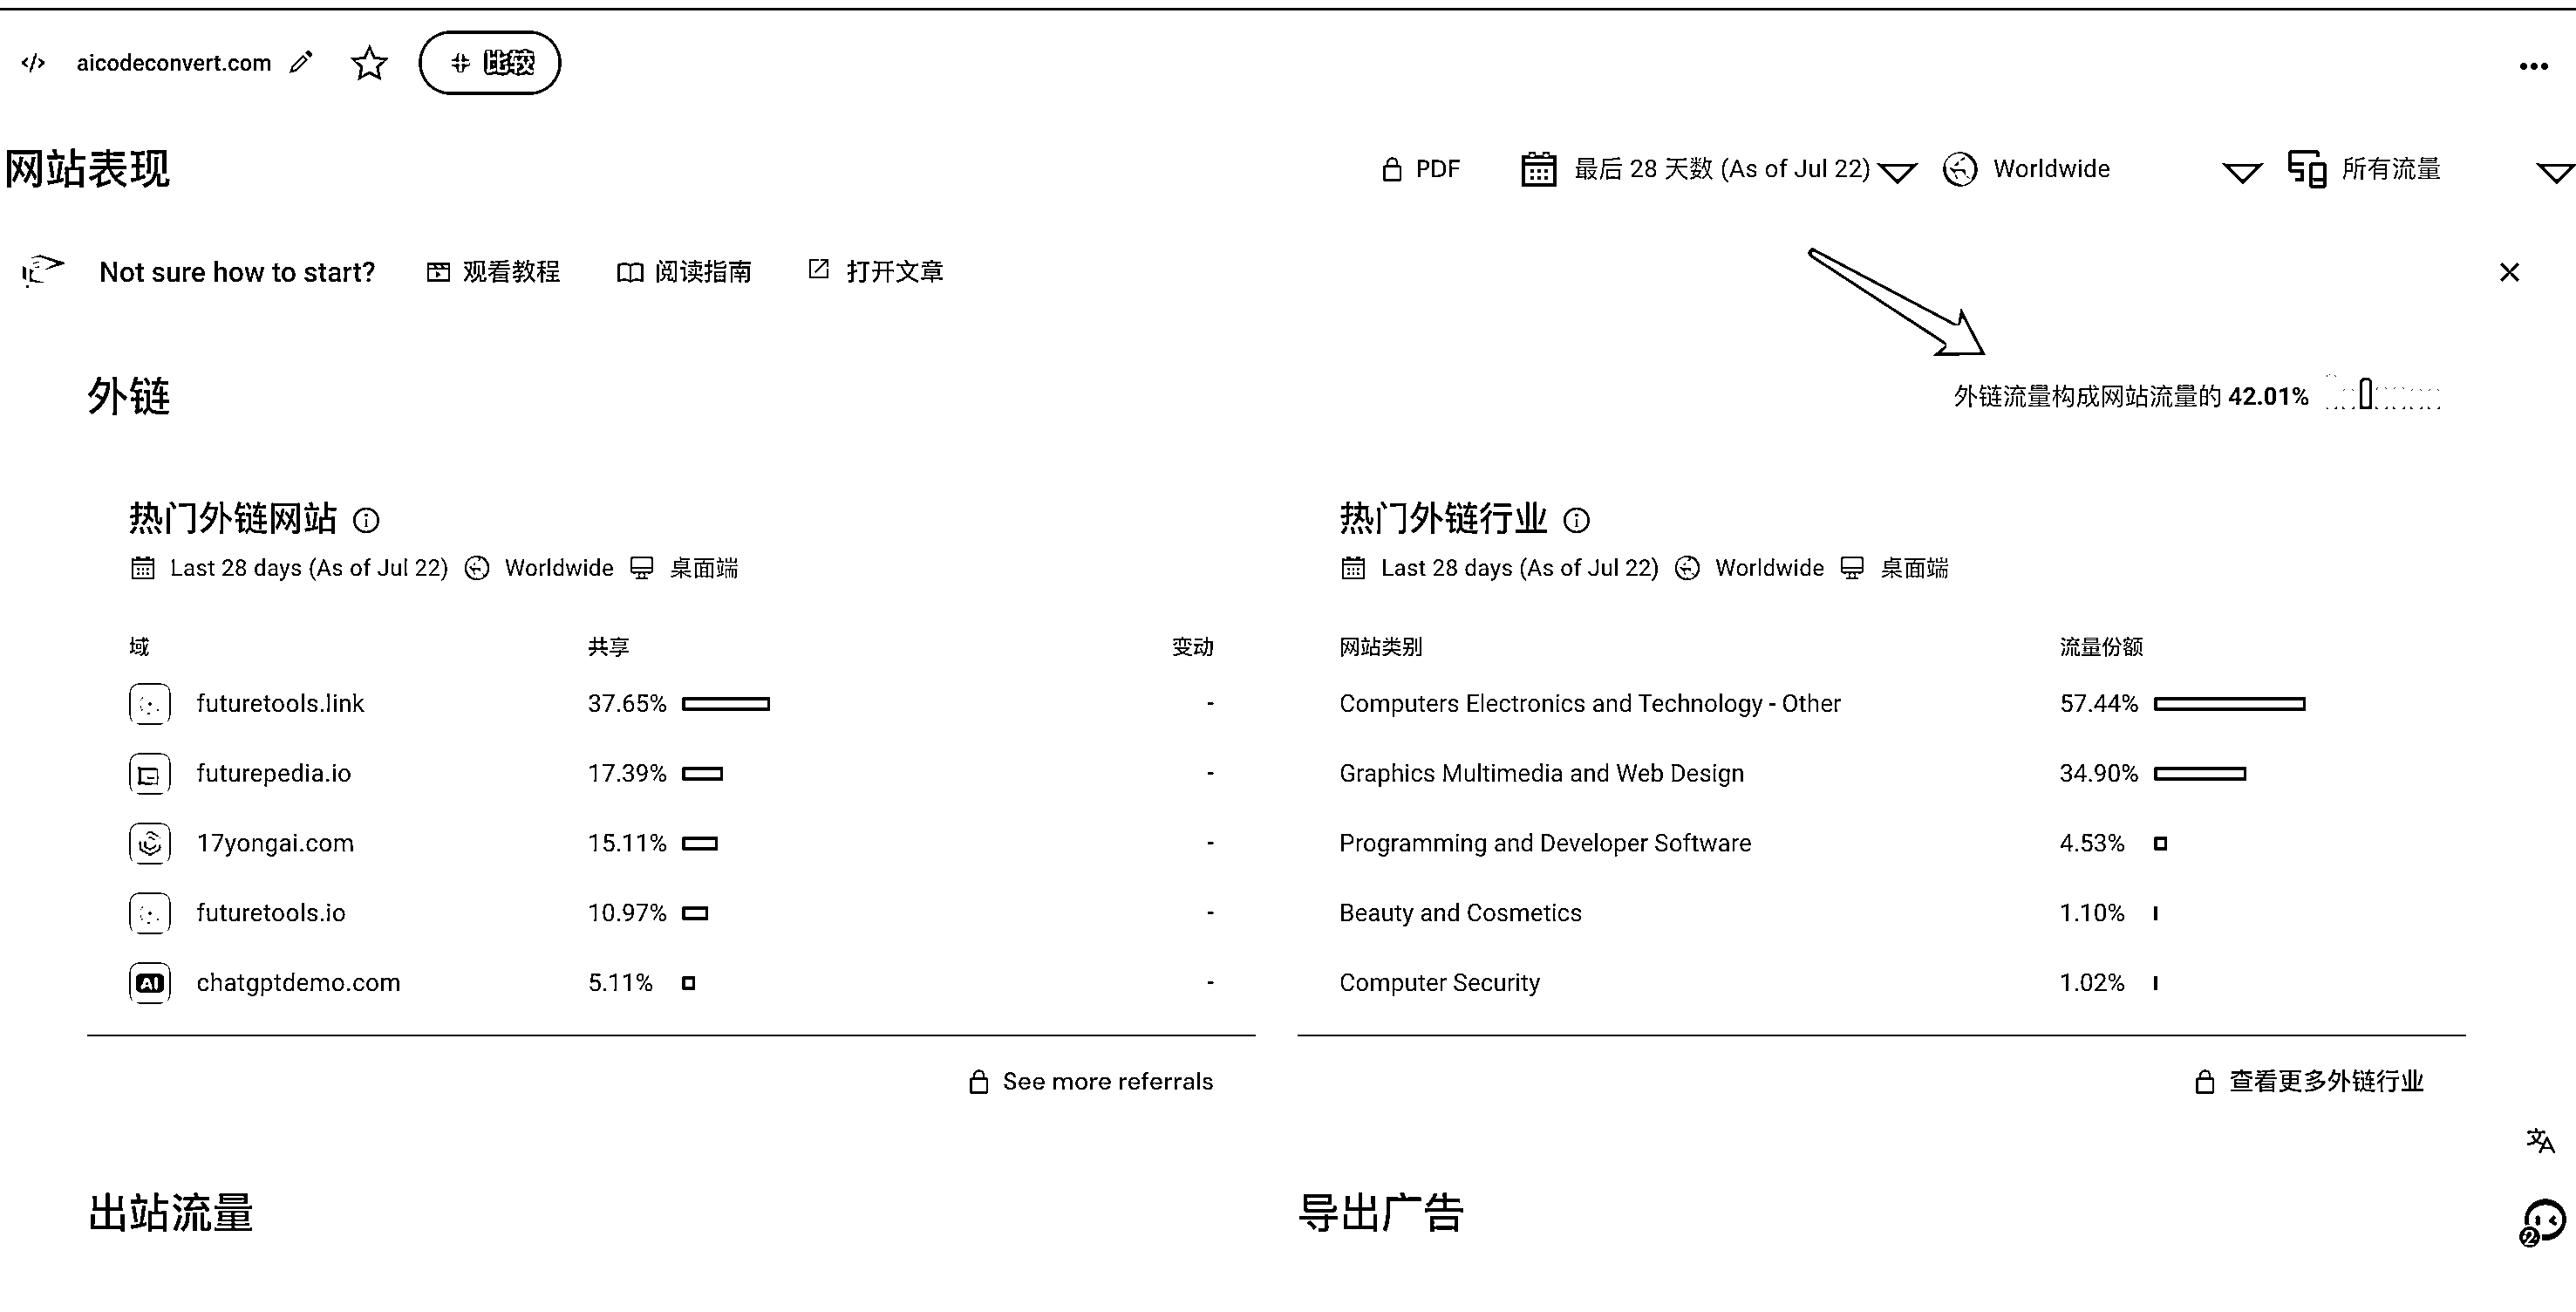 </> aicodeconvert.com 比较
网站表现 PDF 最后 28 天数 (As of Jul 22) Worldwide 所有流量
Not sure how to start? 观看教程 阅读指南 打开文章
外链 外链流量构成网站流量的 42.01%
热门外链网站
Last 28 days (As of Jul 22) Worldwide 桌面端
域 共享 变动
futuretools.link 37.65% -
futurepedia.io 17.39% -
17yongai.com 15.11% -
futuretools.io 10.97% -
AI chatgptdemo.com 5.11% -
See more referrals
热门外链行业
Last 28 days (As of Jul 22) Worldwide 桌面端
网站类别 流量份额
Computers Electronics and Technology - Other 57.44%
Graphics Multimedia and Web Design 34.90%
Programming and Developer Software 4.53%
Beauty and Cosmetics 1.10%
Computer Security 1.02%
查看更多外链行业
出站流量 导出广告
2